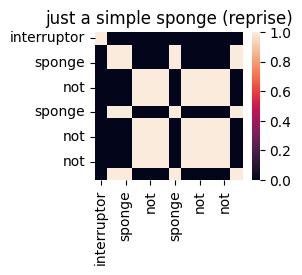 just a simple sponge (reprise)
interruptor
sponge
not
sponge
not
not
1.0
0.8
0.6
0.4
0.2
0.0
interruptor
sponge
not
sponge
not
not